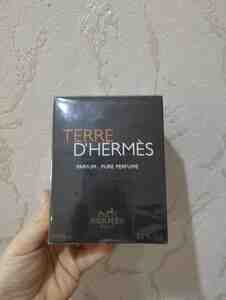 TERRE
D'HERMÈS
PARFUM - PURE PERFUME
HERMÈS